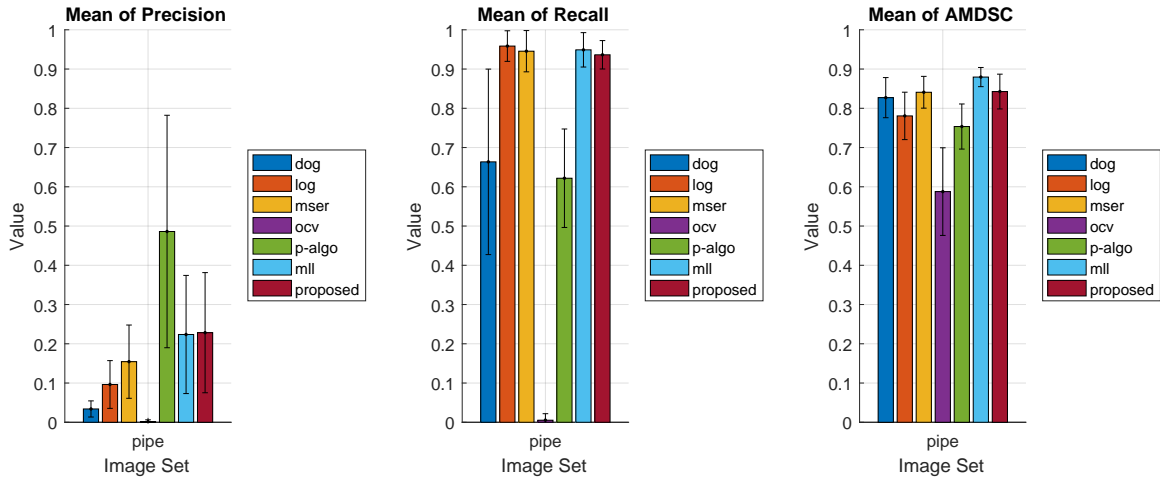 Mean of Precision
Value
1
0.9
0.8
0.7
0.6
0.5
0.4
0.3
0.2
0.1
0
pipe
Image Set
dog
log
mser
ocv
p-algo
mll
proposed
Mean of Recall
Value
1
0.9
0.8
0.7
0.6
0.5
0.4
0.3
0.2
0.1
0
pipe
Image Set
dog
log
mser
ocv
p-algo
mll
proposed
Mean of AMDSC
Value
1
0.9
0.8
0.7
0.6
0.5
0.4
0.3
0.2
0.1
0
pipe
Image Set
dog
log
mser
ocv
p-algo
mll
proposed